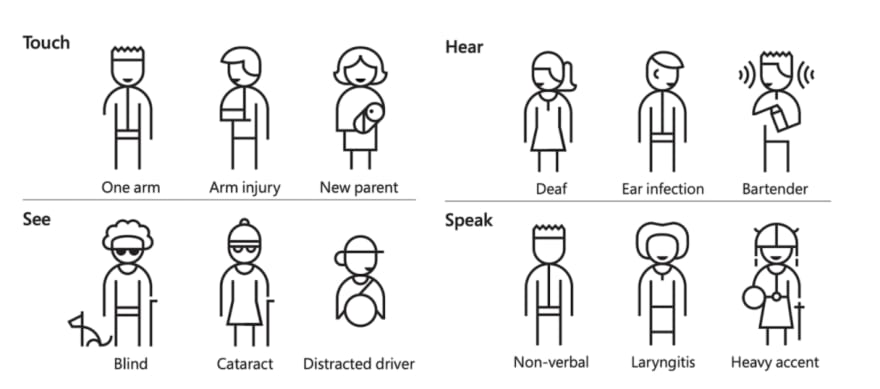 Touch
One arm
Arm injury
New parent
Hear
Deaf
Ear infection
Bartender
See
Blind
Cataract
Distracted driver
Speak
Non-verbal
Laryngitis
Heavy accent